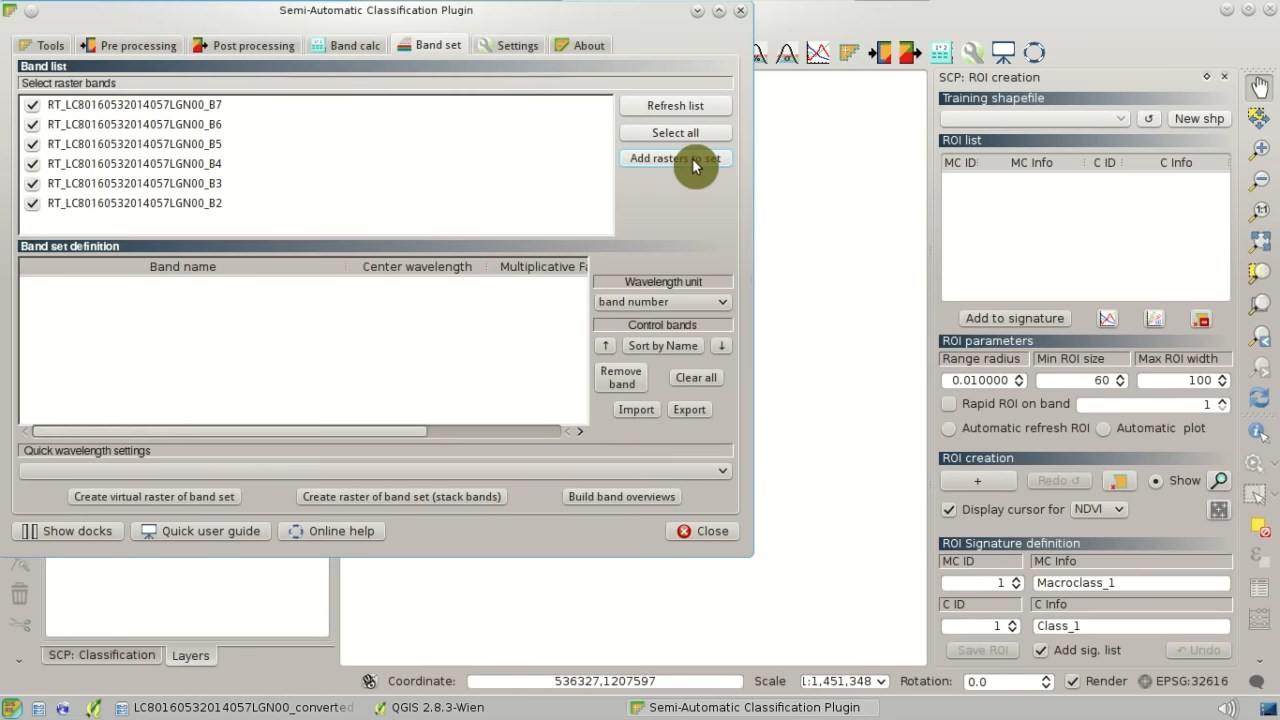 Semi-Automatic Classification Plugin
Tools Pre processing Post processing Band calc Band set Settings About
Band list
Select raster bands
RT_LC80160532014057LGN00_B7
RT_LC80160532014057LGN00_B6
RT_LC80160532014057LGN00_B5
RT_LC80160532014057LGN00_B4
RT_LC80160532014057LGN00_B3
RT_LC80160532014057LGN00_B2
Refresh list
Select all
Add rasters to set
Band set definition
Band name Center wavelength Multiplicative Fa
Wavelength unit
band number
Control bands
↑ Sort by Name ↓
Remove band Clear all
Import Export
Quick wavelength settings
Create virtual raster of band set Create raster of band set (stack bands) Build band overviews
Show docks Quick user guide Online help Close
SCP: ROI creation
Training shapefile
New shp
ROI list
MC ID MC Info C ID C Info
Add to signature
ROI parameters
Range radius Min ROI size Max ROI width
0.010000 60 100
Rapid ROI on band 1
Automatic refresh ROI Automatic plot
ROI creation
+ Redo ↺ Show
Display cursor for NDVI
ROI Signature definition
MC ID MC Info
1 Macroclass_1
C ID C Info
1 Class_1
Save ROI Add sig. list Undo
SCP: Classification Layers
Coordinate: 536327,1207597 Scale 1:1,451,348 Rotation: 0.0 Render EPSG:32616
LC80160532014057LGN00_converted QGIS 2.8.3-Wien Semi-Automatic Classification Plugin